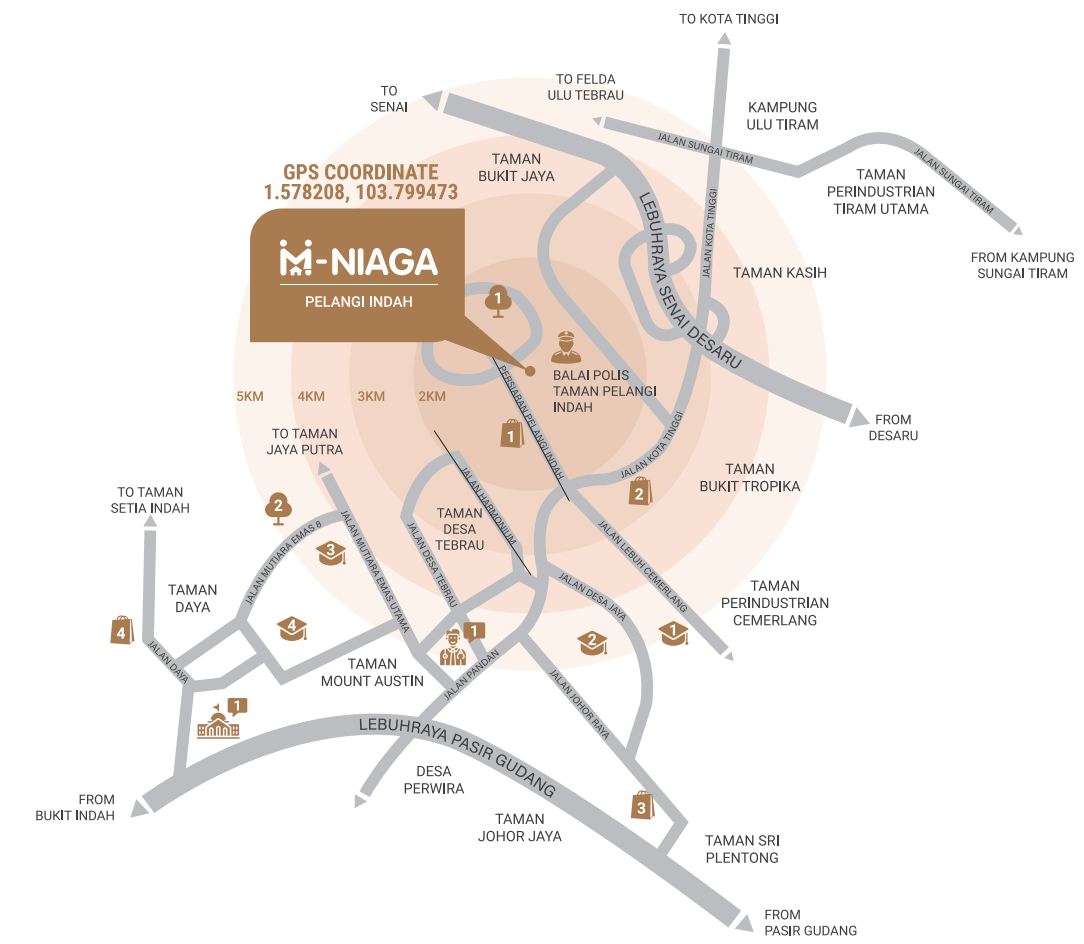 TO KOTA TINGGI
TO FELDA
ULU TEBRAU
TO
SENAI
KAMPUNG
ULU TIRAM
JALAN SUNGAI TIRAM
JALAN SUNGAI TIRAM
TAMAN
BUKIT JAYA
TAMAN
PERINDUSTRIAN
TIRAM UTAMA
GPS COORDINATE
1.578208, 103.799473
LEBUHRAYA SENAI DESARU
JALAN KOTA TINGGI
FROM KAMPUNG
SUNGAI TIRAM
M-NIAGA
PELANGI INDAH
TAMAN KASIH
1
BALAI POLIS
TAMAN PELANGI
INDAH
PERSIARAN PELANGI INDAH
5KM
4KM
3KM
2KM
FROM
DESARU
1
TO TAMAN
JAYA PUTRA
JALAN KOTA TINGGI
TAMAN
BUKIT TROPIKA
2
TO TAMAN
SETIA INDAH
2
JALAN HARMONIUM
TAMAN
DESA
TEBRAU
JALAN MUTIARA EMAS 8
JALAN MUTIARA EMAS UTAMA
3
JALAN DESA TEBRAU
JALAN LEBUH CEMERLANG
TAMAN
DAYA
JALAN DESA JAYA
TAMAN
PERINDUSTRIAN
CEMERLANG
4
4
1
2
1
JALAN DAYA
TAMAN
MOUNT AUSTIN
JALAN PANDAN
JALAN JOHOR RAYA
1
LEBUHRAYA PASIR GUDANG
DESA
PERWIRA
FROM
BUKIT INDAH
3
TAMAN
JOHOR JAYA
TAMAN SRI
PLENTONG
FROM
PASIR GUDANG